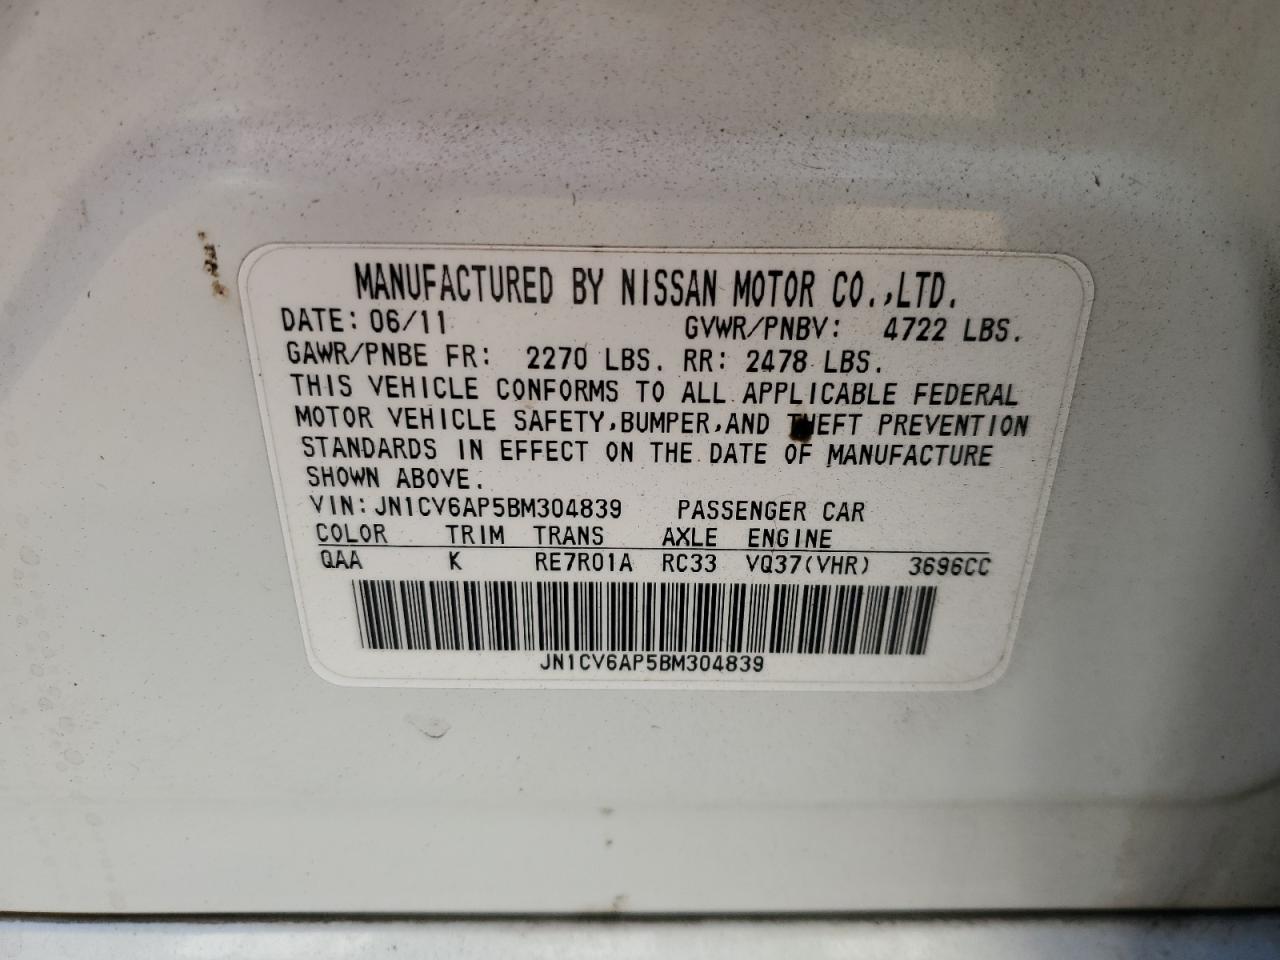 MANUFACTURED BY NISSAN MOTOR CO.,LTD.
DATE: 06/11 GVWR/PNBV: 4722 LBS.
GAWR/PNBE FR: 2270 LBS. RR: 2478 LBS.
THIS VEHICLE CONFORMS TO ALL APPLICABLE FEDERAL
MOTOR VEHICLE SAFETY,BUMPER,AND THEFT PREVENTION
STANDARDS IN EFFECT ON THE DATE OF MANUFACTURE
SHOWN ABOVE.
VIN:JN1CV6AP5BM304839 PASSENGER CAR
COLOR TRIM TRANS AXLE ENGINE
QAA K RE7R01A RC33 VQ37(VHR) 3696CC
JN1CV6AP5BM304839